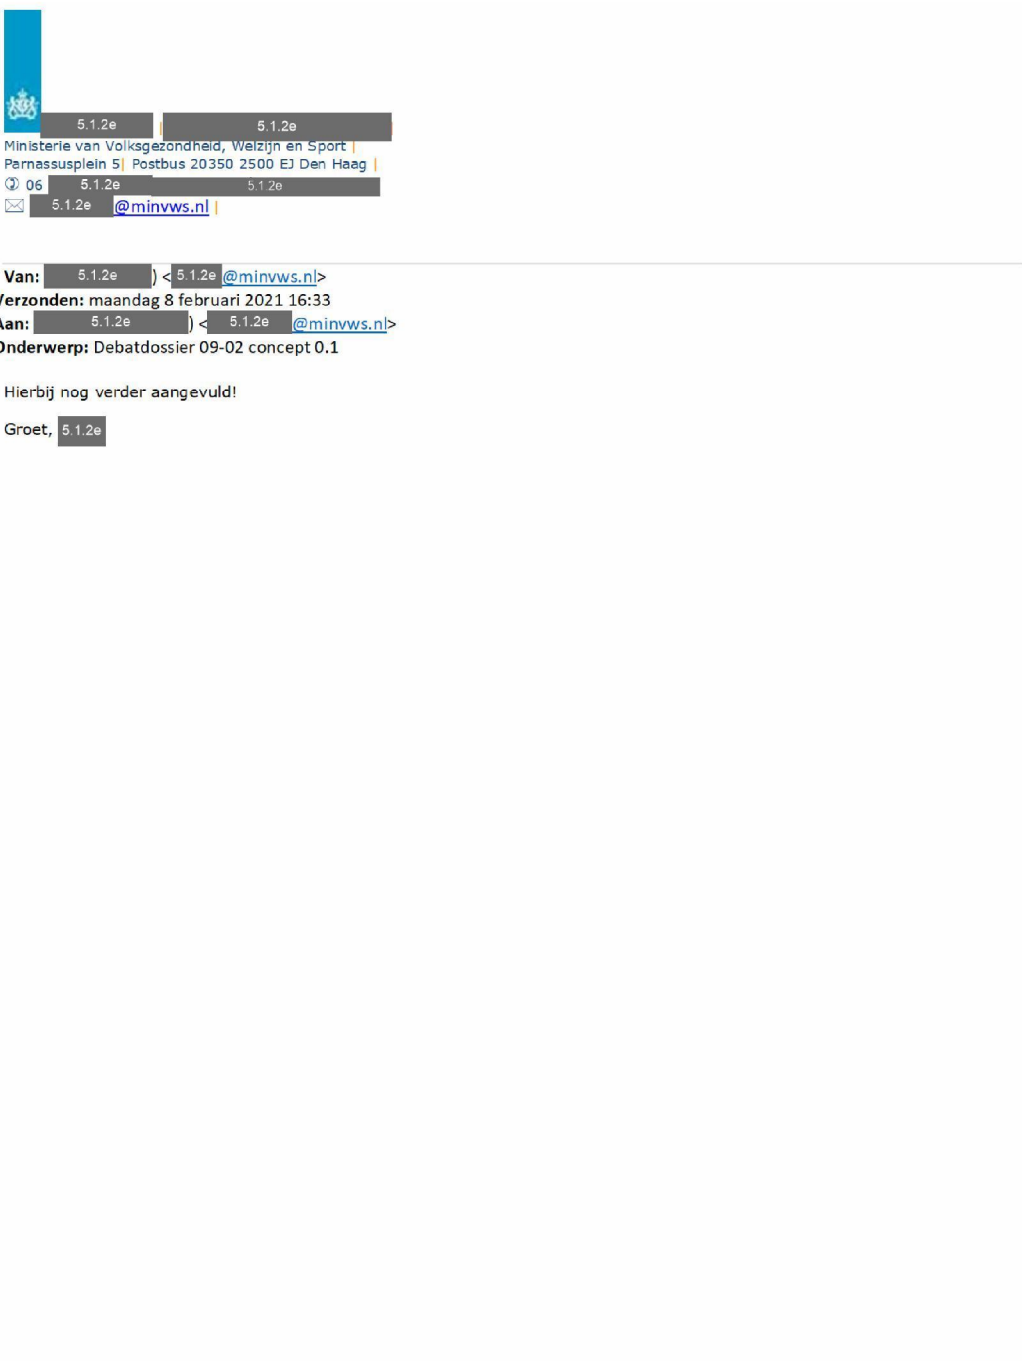 5.1.2e | 5.1.2e |
Ministerie van Volksgezondheid, Welzijn en Sport |
Parnassusplein 5| Postbus 20350 2500 EJ Den Haag |
✆ 06 5.1.2e 5.1.2e
✉ 5.1.2e @minvws.nl |
Van: 5.1.2e ) < 5.1.2e @minvws.nl>
Verzonden: maandag 8 februari 2021 16:33
Aan: 5.1.2e ) < 5.1.2e @minvws.nl>
Onderwerp: Debatdossier 09-02 concept 0.1
Hierbij nog verder aangevuld!
Groet, 5.1.2e